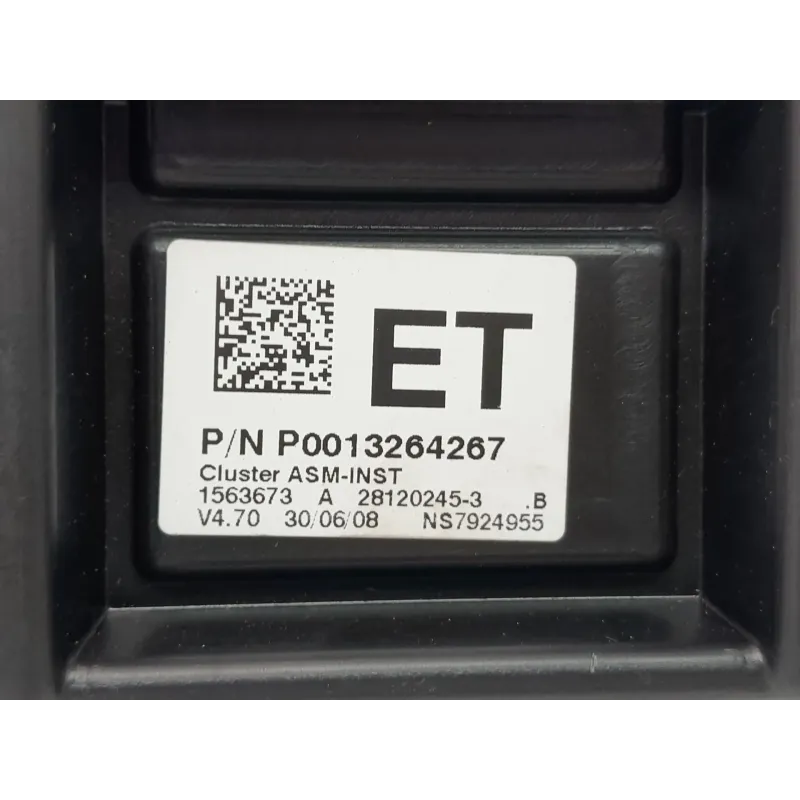 ET
P/N P0013264267
Cluster ASM-INST
1563673 A 28120245-3 .B
V4.70 30/06/08 NS7924955